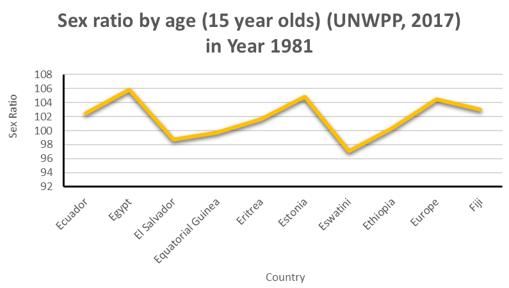 Sex ratio by age (15 year olds) (UNWPP, 2017)
in Year 1981
Sex Ratio
108
106
104
102
100
98
96
94
92
Ecuador
Egypt
El Salvador
Equatorial Guinea
Eritrea
Estonia
Eswatini
Ethiopia
Europe
Fiji
Country